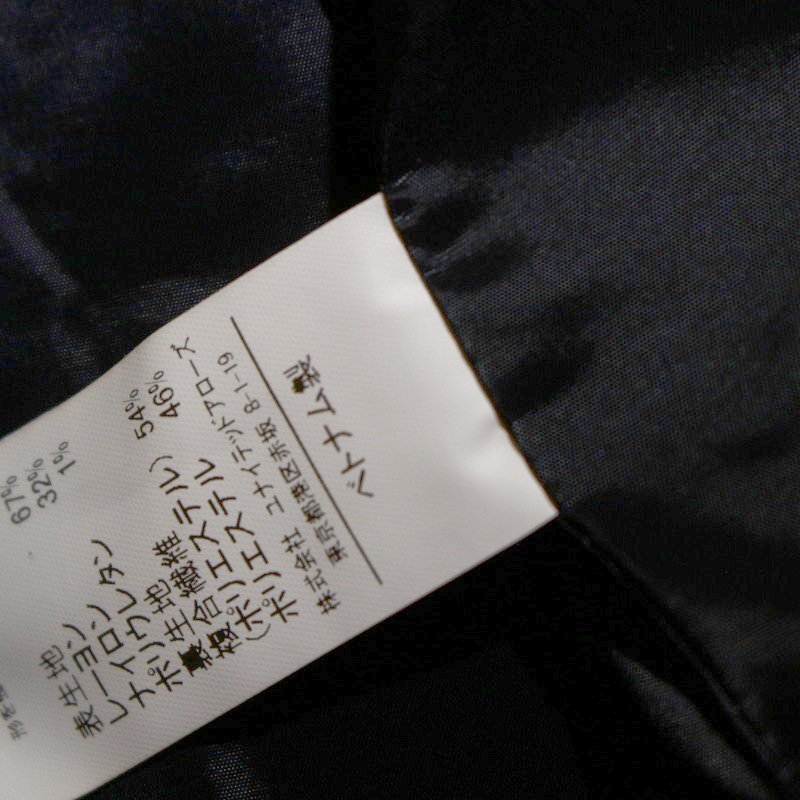 表生地
レーヨン 67%
ナイロン 32%
ポリウレタン 1%
裏生地
複合繊維
(ポリエステル) 54%
ポリエステル 46%
株式会社 ユナイテッドアローズ
東京都港区赤坂 8-1-19
ベトナム製